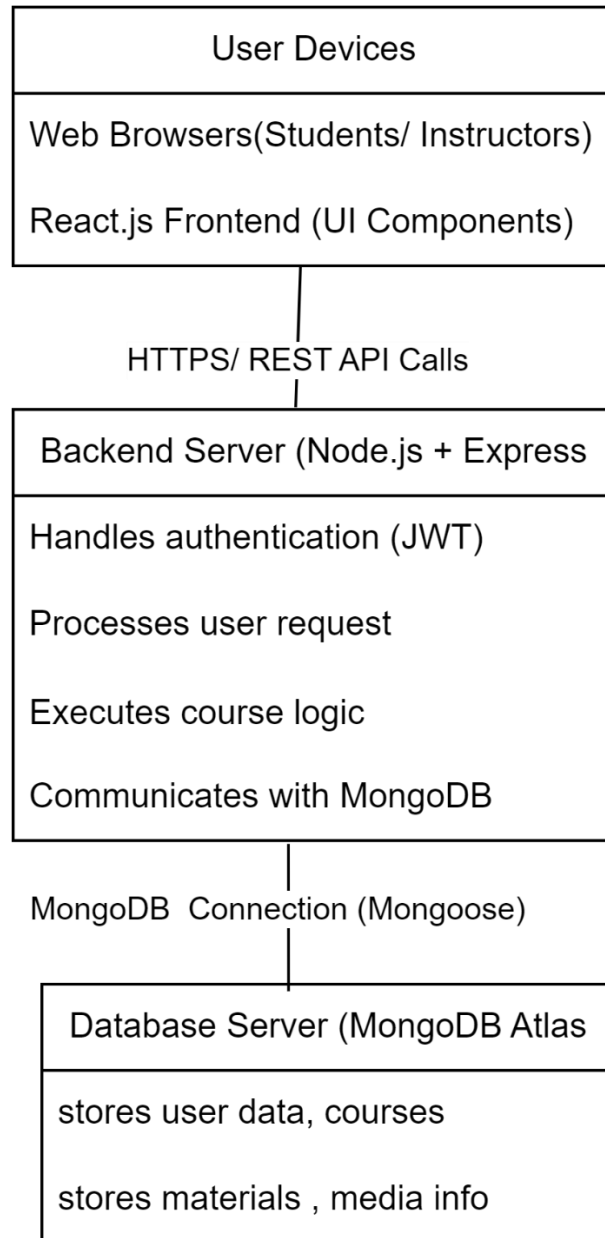 User Devices
Web Browsers(Students/ Instructors)
React.js Frontend (UI Components)
HTTPS/ REST API Calls
Backend Server (Node.js + Express
Handles authentication (JWT)
Processes user request
Executes course logic
Communicates with MongoDB
MongoDB Connection (Mongoose)
Database Server (MongoDB Atlas
stores user data, courses
stores materials , media info